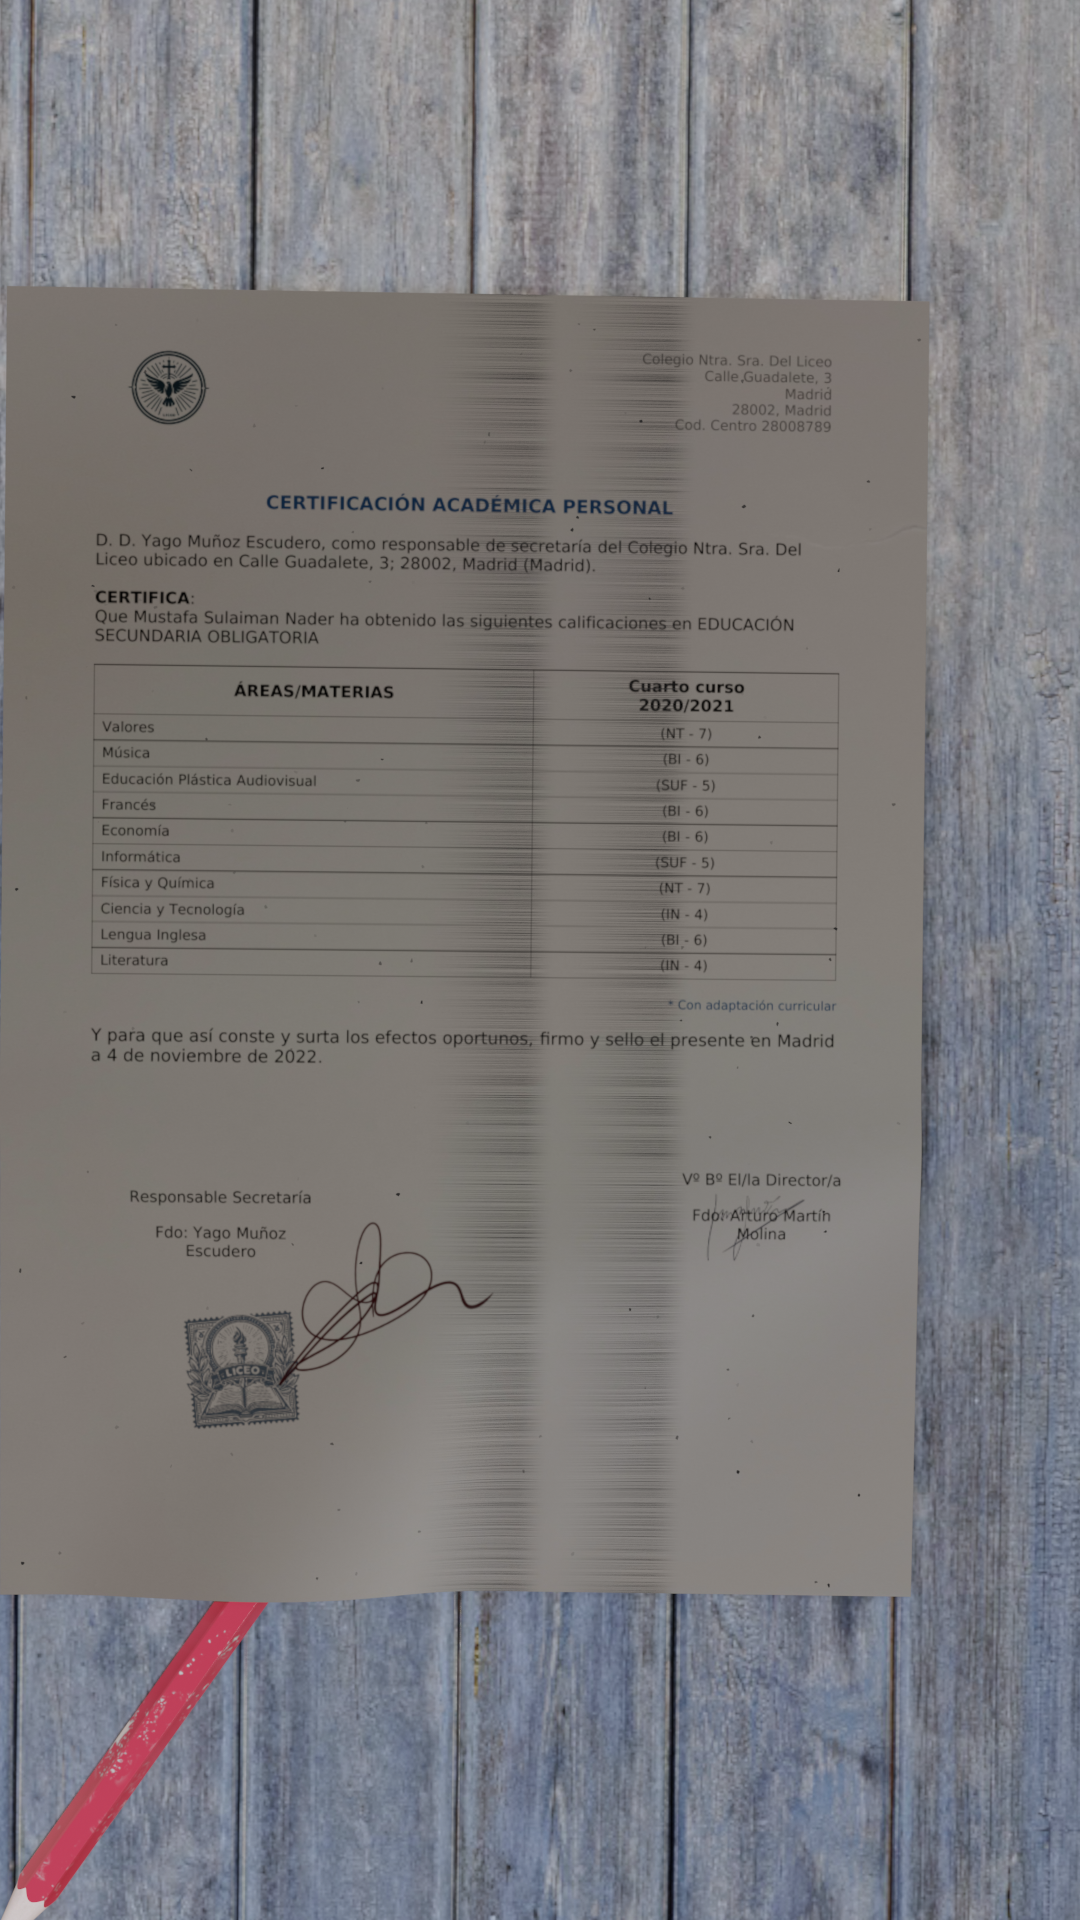 Colegio Ntra. Sra. Del Liceo
Calle Guadalete, 3
Madrid
28002, Madrid
Cod. Centro 28008789
CERTIFICACIÓN ACADÉMICA PERSONAL
D. D. Yago Muñoz Escudero, como responsable de secretaría del Colegio Ntra. Sra. Del
Liceo ubicado en Calle Guadalete, 3; 28002, Madrid (Madrid).
CERTIFICA:
Que Mustafa Sulaiman Nader ha obtenido las siguientes calificaciones en EDUCACIÓN
SECUNDARIA OBLIGATORIA
ÁREAS/MATERIAS Cuarto curso
2020/2021
Valores (NT - 7)
Música (BI - 6)
Educación Plástica Audiovisual (SUF - 5)
Francés (BI - 6)
Economía (BI - 6)
Informática (SUF - 5)
Física y Química (NT - 7)
Ciencia y Tecnología (IN - 4)
Lengua Inglesa (BI - 6)
Literatura (IN - 4)
* Con adaptación curricular
Y para que así conste y surta los efectos oportunos, firmo y sello el presente en Madrid
a 4 de noviembre de 2022.
Responsable Secretaría
Fdo: Yago Muñoz
Escudero
Vº Bº El/la Director/a
Fdo: Arturo Martín
Molina
LICEO